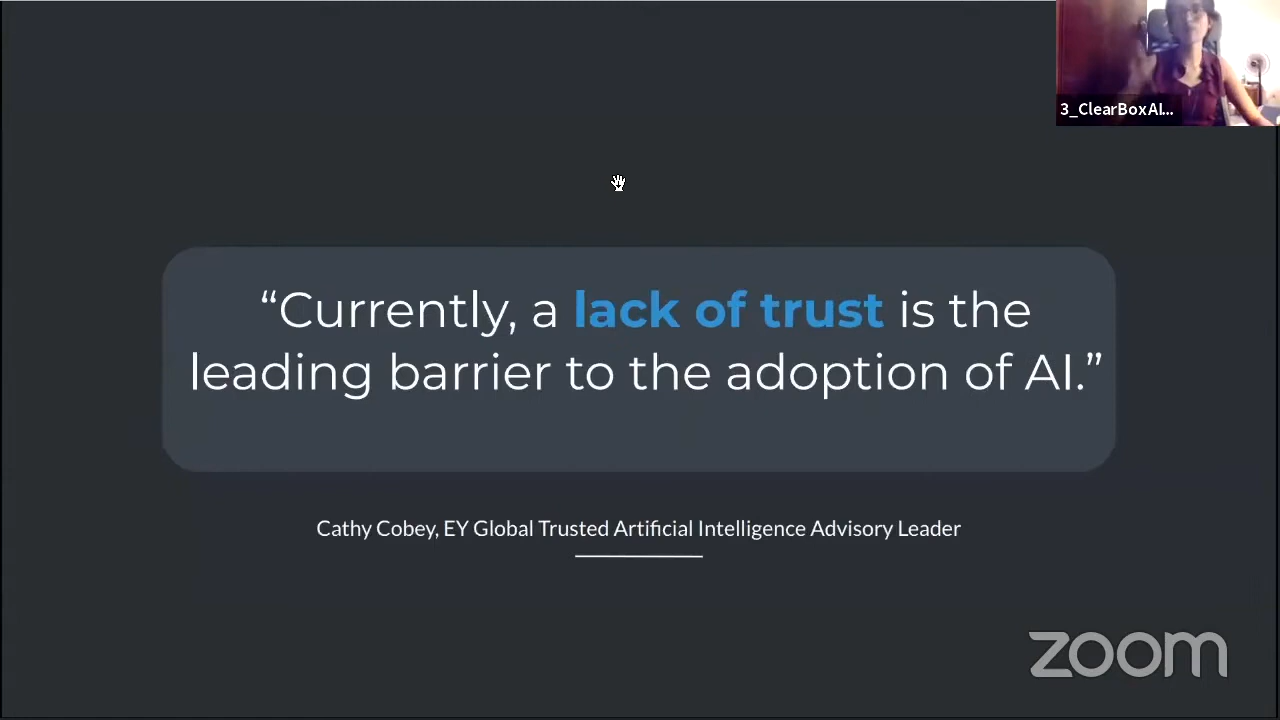 3_ClearBoxAI...
“Currently, a lack of trust is the
leading barrier to the adoption of AI.”
Cathy Cobey, EY Global Trusted Artificial Intelligence Advisory Leader
zoom